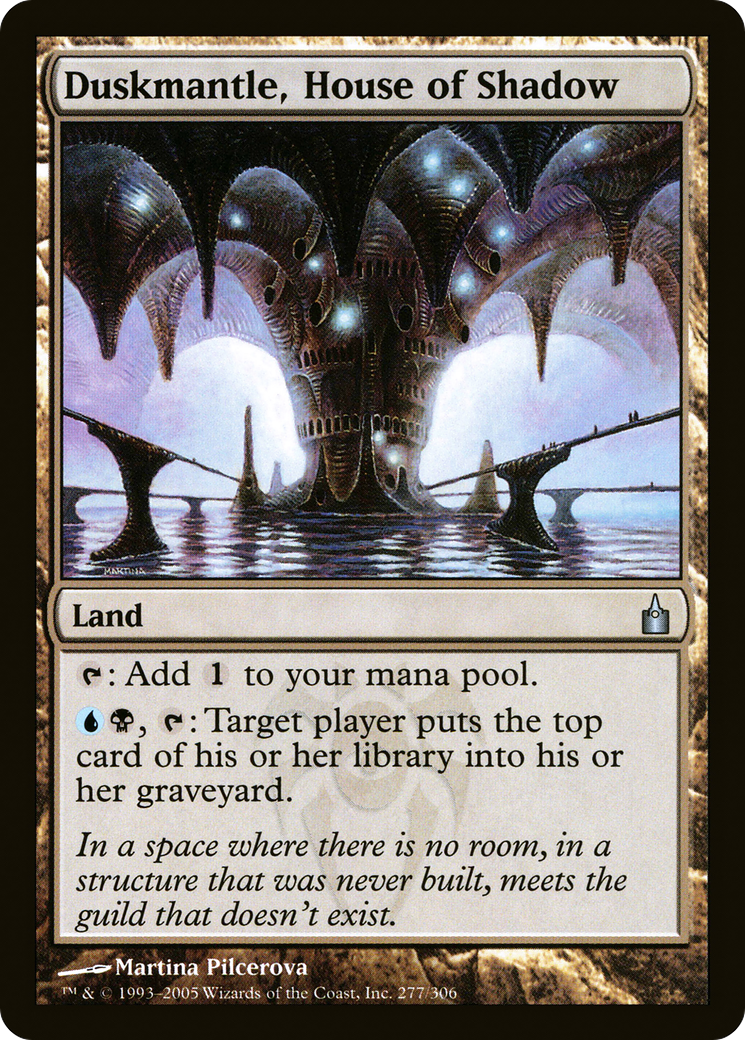 Duskmantle, House of Shadow
MARTINA
Land
: Add 1 to your mana pool.
, : Target player puts the top
card of his or her library into his or
her graveyard.
In a space where there is no room, in a
structure that was never built, meets the
guild that doesn't exist.
Martina Pilcerova
™ & © 1993–2005 Wizards of the Coast, Inc. 277/306